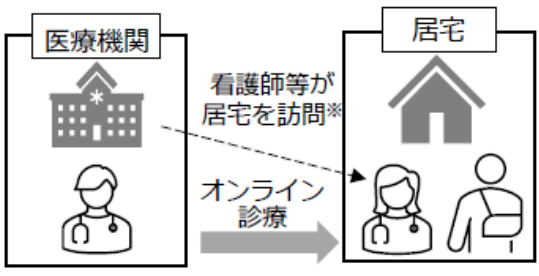 医療機関
居宅
看護師等が
居宅を訪問※
オンライン
診療